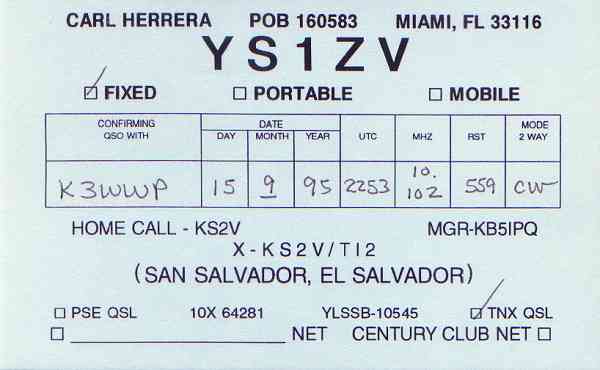 CARL HERRERA POB 160583 MIAMI, FL 33116
YS1ZV
FIXED PORTABLE MOBILE
CONFIRMING QSO WITH DATE DAY MONTH YEAR UTC MHZ RST MODE 2 WAY
K3WWP 15 9 95 2253 10.102 559 CW
HOME CALL - KS2V MGR-KB5IPQ
X-KS2V/TI2
(SAN SALVADOR, EL SALVADOR)
PSE QSL 10X 64281 YLSSB-10545 TNX QSL
NET CENTURY CLUB NET